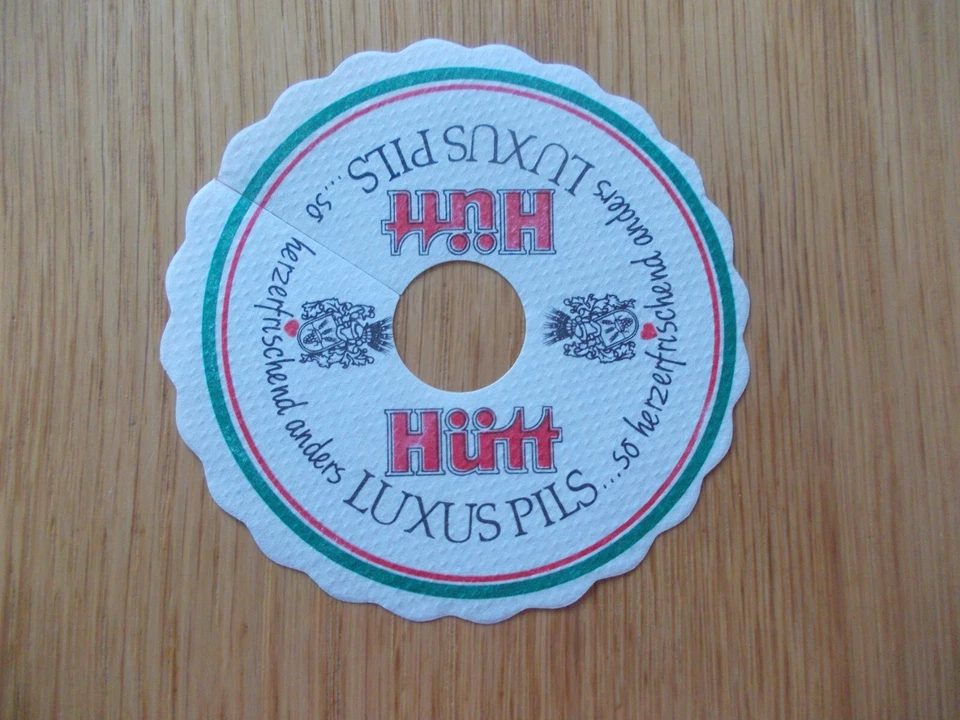 Hütt
LUXUS PILS
...so herzerfrischend anders
Hütt
LUXUS PILS
...so herzerfrischend anders